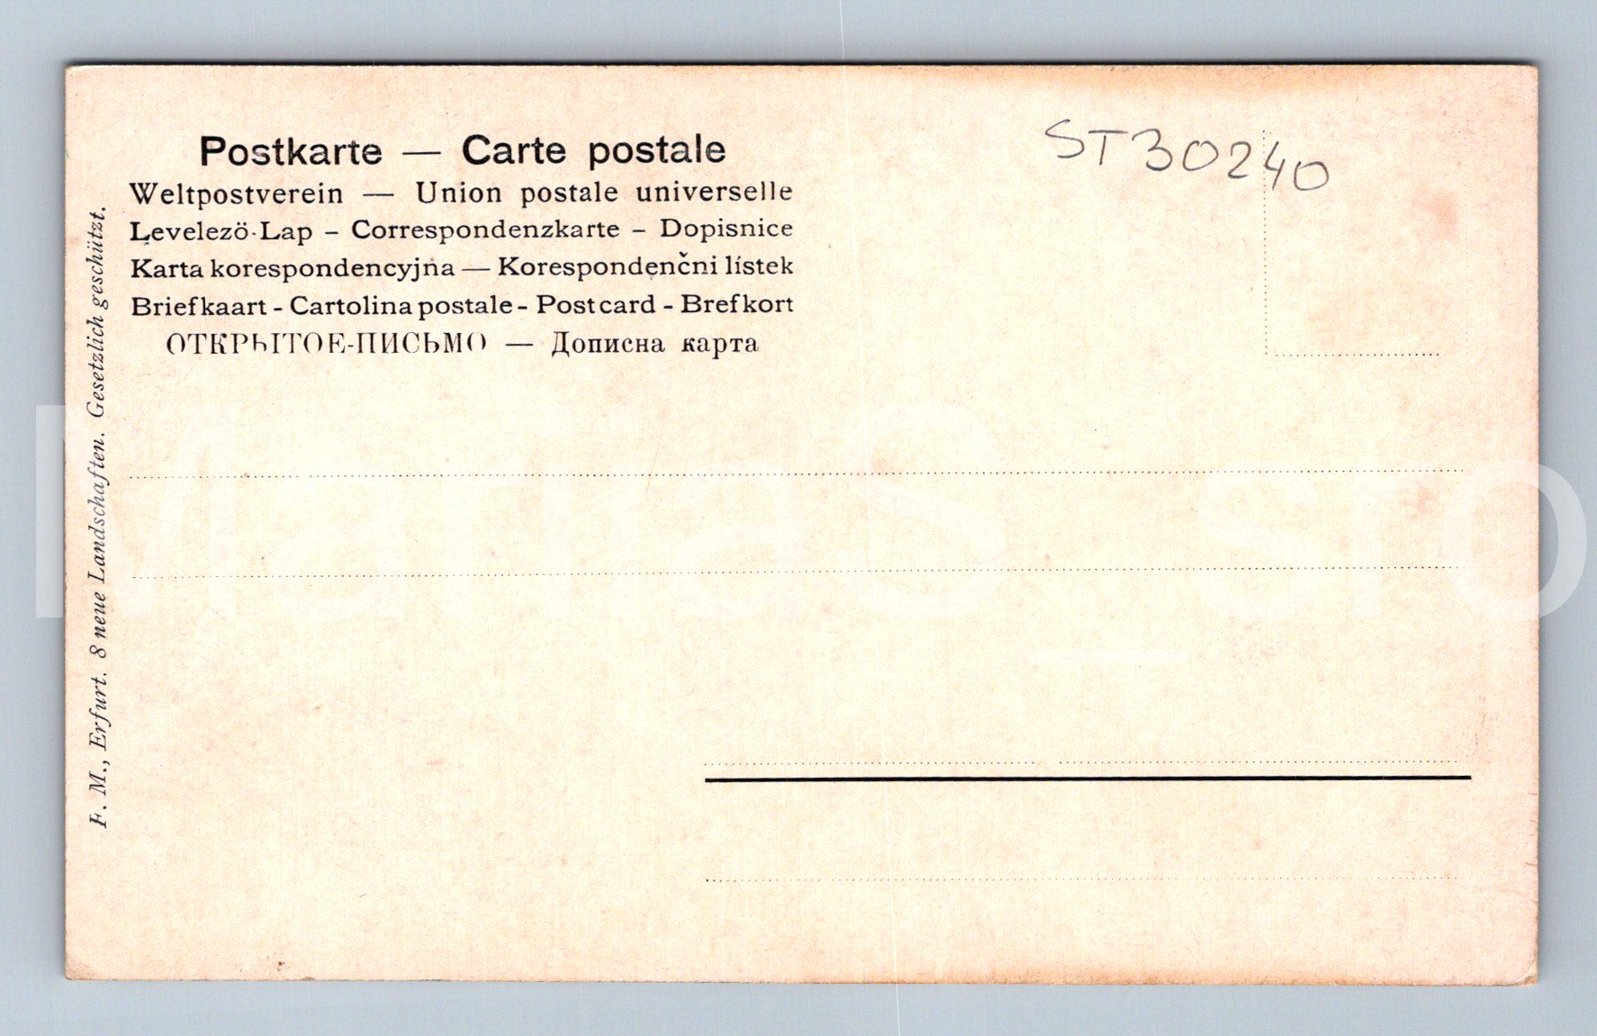 Postkarte — Carte postale
Weltpostverein — Union postale universelle
Levelezö-Lap – Correspondenzkarte – Dopisnice
Karta korespondencyjna — Korespondenčni lístek
Briefkaart - Cartolina postale - Postcard - Brefkort
ОТКРЫТОЕ-ПИСЬМО — Дописна карта
ST30240
F. M., Erfurt. 8 neue Landschaften. Gesetzlich geschützt.